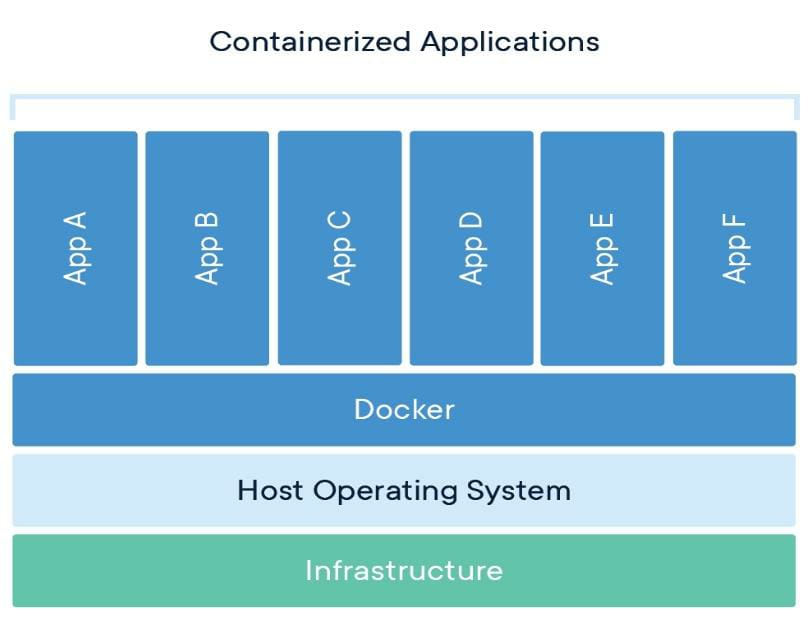 Containerized Applications
App A
App B
App C
App D
App E
App F
Docker
Host Operating System
Infrastructure